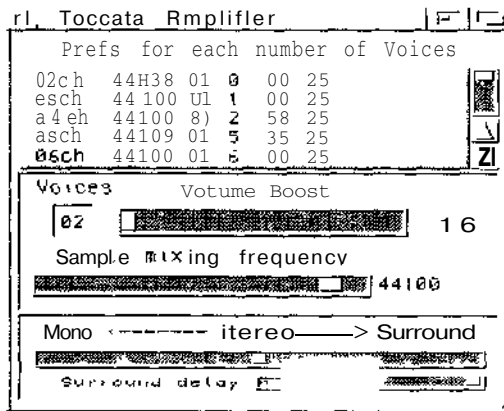 rl, Toccata Rmplifler
Prefs for each number of Voices
02ch 44H38 01 0 00 25
esch 44 100 Ul 1 00 25
a4eh 44100 8) 2 58 25
asch 44109 01 5 35 25
06ch 44100 01 6 00 25
ZI
Voices Votume Boost
02 16
Sample mixing frequencv
44100
Mono <------- itereo——> Surround
Surround delay